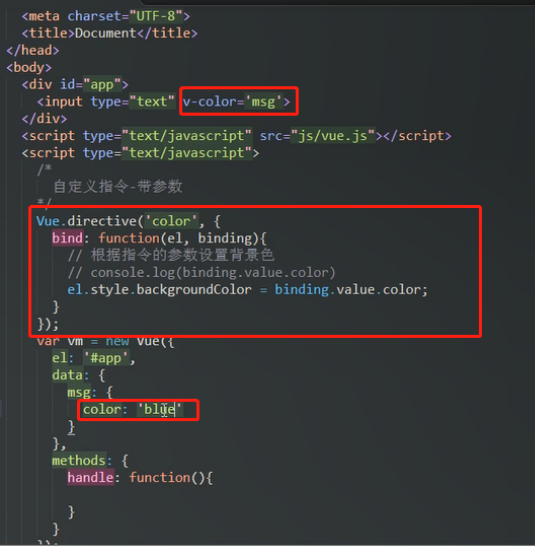 <meta charset="UTF-8">
<title>Document</title>
</head>
<body>
<div id="app">
<input type="text" v-color='msg'>
</div>
<script type="text/javascript" src="js/vue.js"></script>
<script type="text/javascript">
/*
自定义指令-带参数
*/
Vue.directive('color', {
bind: function(el, binding){
// 根据指令的参数设置背景色
// console.log(binding.value.color)
el.style.backgroundColor = binding.value.color;
}
});
var vm = new Vue({
el: '#app',
data: {
msg: {
color: 'blue'
}
},
methods: {
handle: function(){
}
}
});